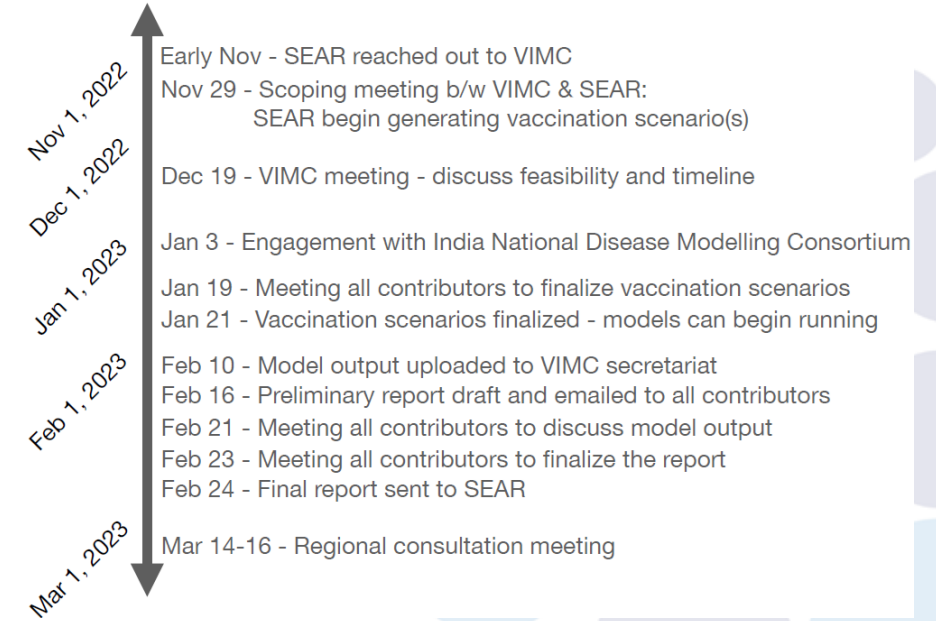 Early Nov - SEAR reached out to VIMC
Nov 1, 2022
Nov 29 - Scoping meeting b/w VIMC & SEAR:
SEAR begin generating vaccination scenario(s)
Dec 1, 2022
Dec 19 - VIMC meeting - discuss feasibility and timeline
Jan 1, 2023
Jan 3 - Engagement with India National Disease Modelling Consortium
Jan 19 - Meeting all contributors to finalize vaccination scenarios
Jan 21 - Vaccination scenarios finalized - models can begin running
Feb 1, 2023
Feb 10 - Model output uploaded to VIMC secretariat
Feb 16 - Preliminary report draft and emailed to all contributors
Feb 21 - Meeting all contributors to discuss model output
Feb 23 - Meeting all contributors to finalize the report
Feb 24 - Final report sent to SEAR
Mar 1, 2023
Mar 14-16 - Regional consultation meeting